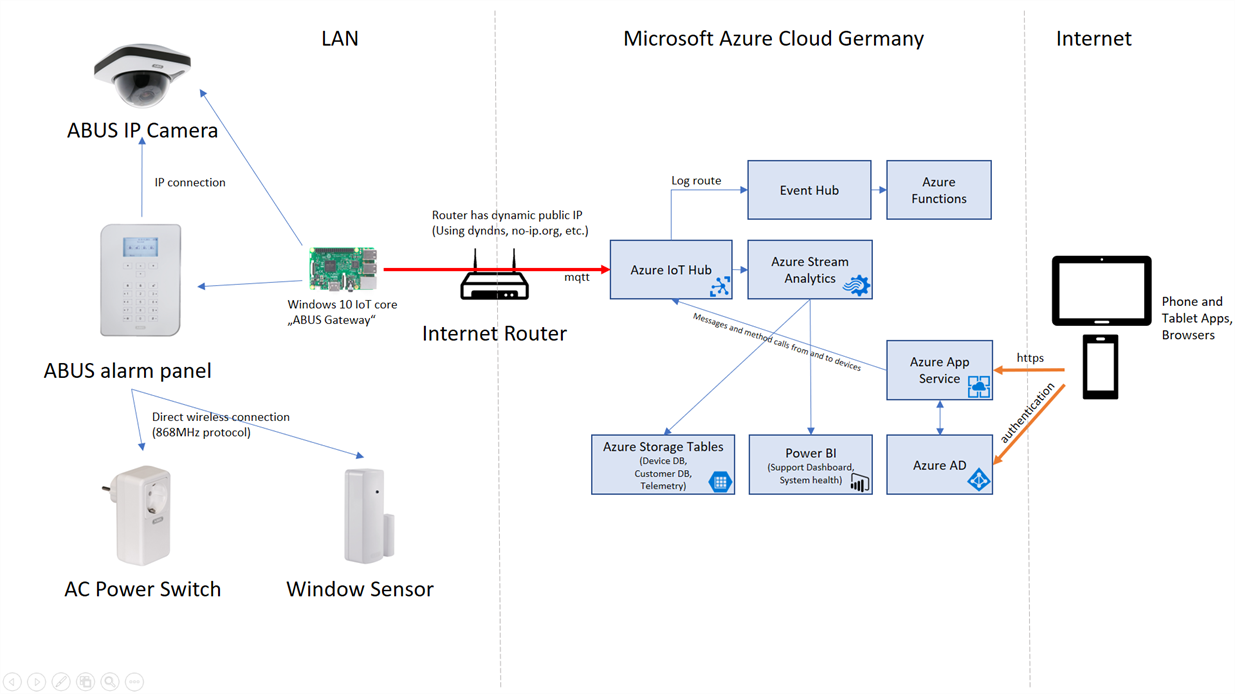 LAN
Microsoft Azure Cloud Germany
Internet
ABUS IP Camera
IP connection
Router has dynamic public IP
(Using dyndns, no-ip.org, etc.)
Log route
Event Hub
Azure
Functions
Azure IoT Hub
Azure Stream
Analytics
mqtt
Windows 10 IoT core
„ABUS Gateway“
Internet Router
Messages and method calls from and to devices
Phone and
Tablet Apps,
Browsers
ABUS alarm panel
Azure App
Service
https
authentication
Direct wireless connection
(868MHz protocol)
Azure Storage Tables
(Device DB,
Customer DB,
Telemetry)
Power BI
(Support Dashboard,
System health)
Azure AD
AC Power Switch
Window Sensor